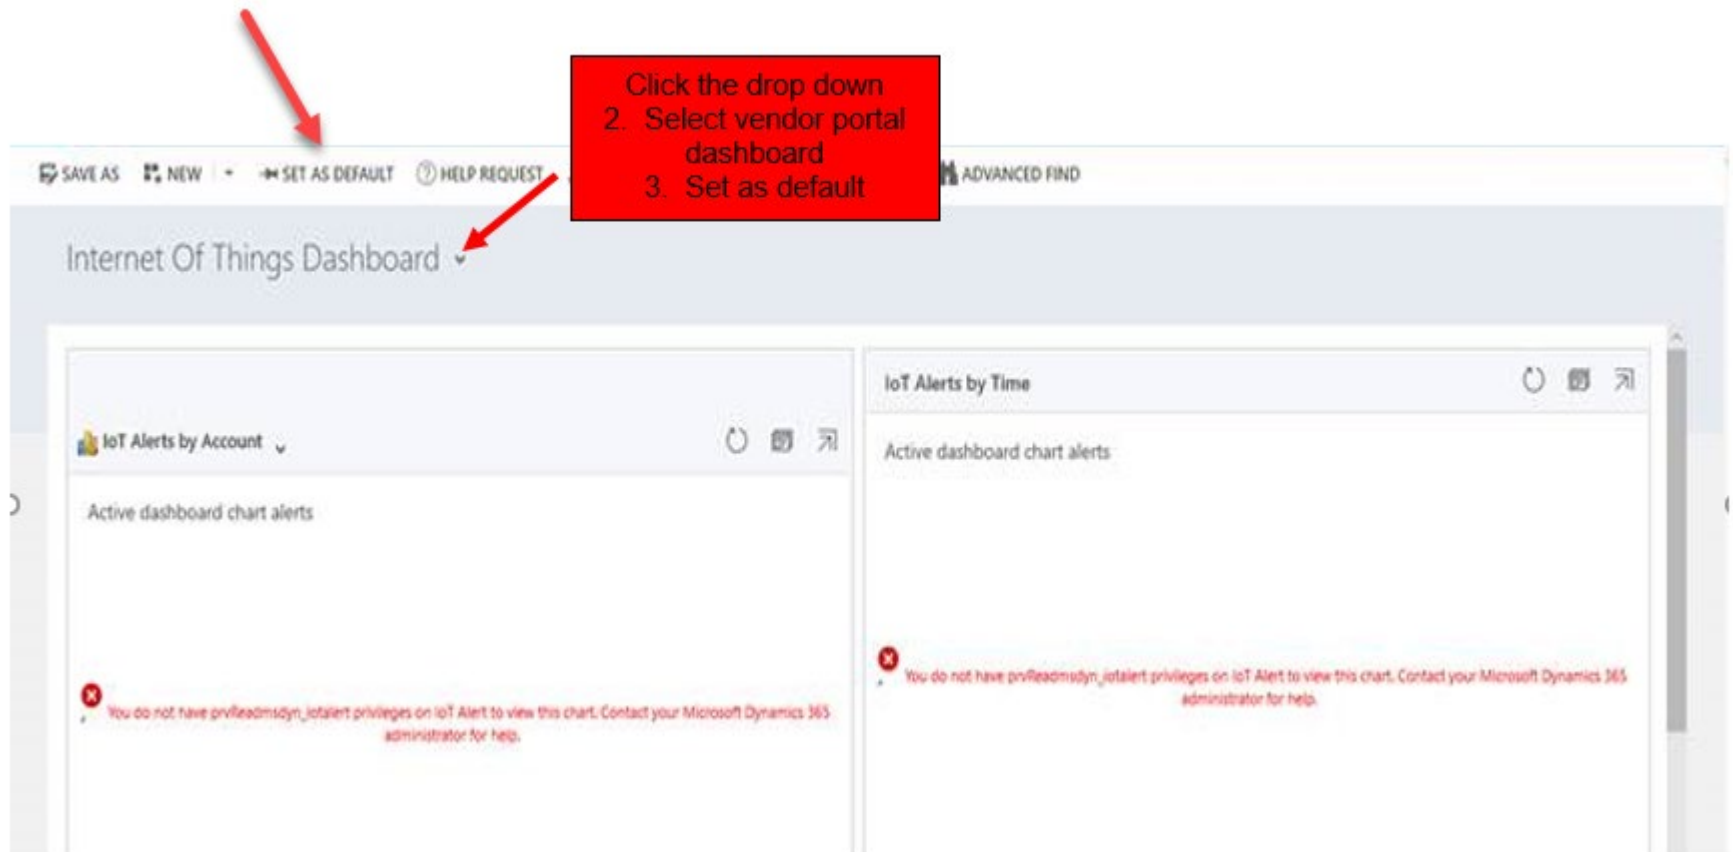 Click the drop down
2. Select vendor portal
dashboard
3. Set as default
SAVE AS NEW SET AS DEFAULT HELP REQUEST ADVANCED FIND
Internet Of Things Dashboard
IoT Alerts by Account
Active dashboard chart alerts
You do not have prvReadmsdyn_iotalert privileges on IoT Alert to view this chart. Contact your Microsoft Dynamics 365
administrator for help.
IoT Alerts by Time
Active dashboard chart alerts
You do not have prvReadmsdyn_iotalert privileges on IoT Alert to view this chart. Contact your Microsoft Dynamics 365
administrator for help.